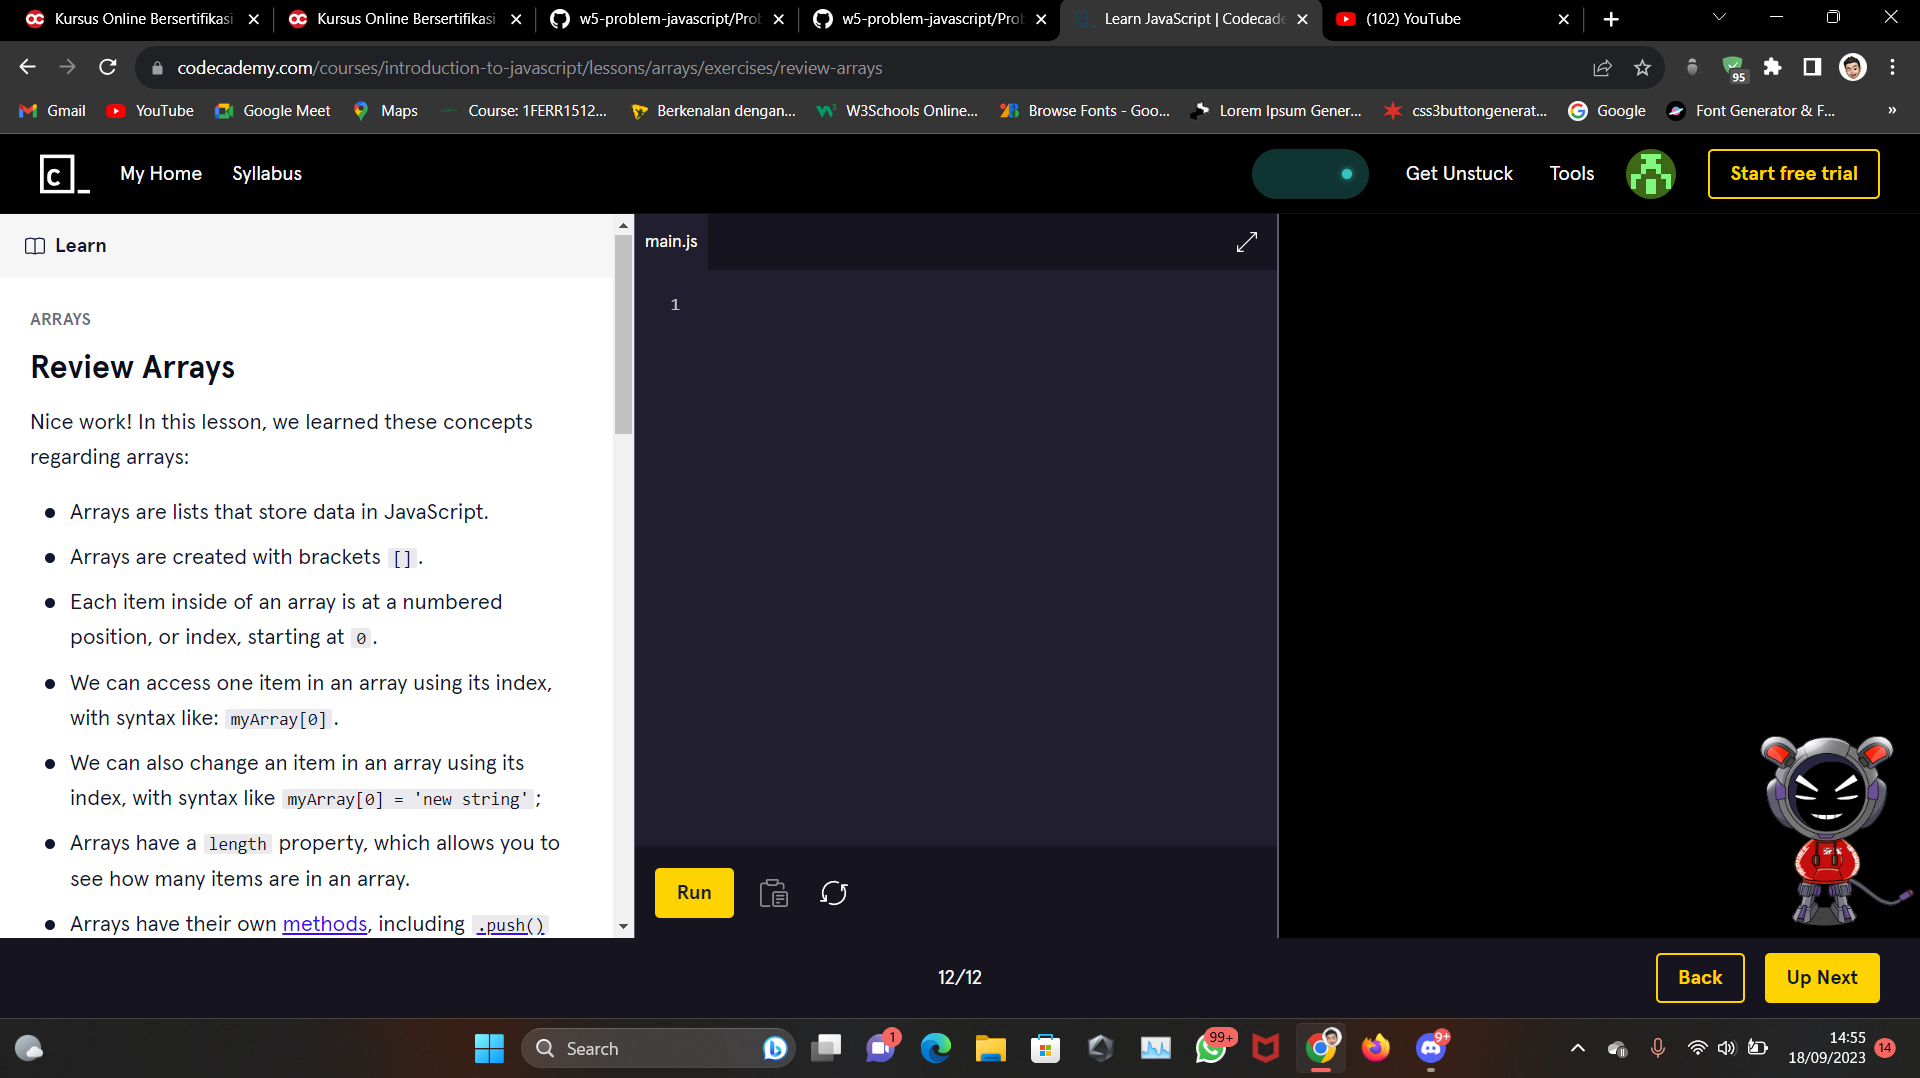 Kursus Online Bersertifikasi
Kursus Online Bersertifikasi
w5-problem-javascript/Prob
w5-problem-javascript/Prob
Learn JavaScript | Codecade
(102) YouTube
codecademy.com/courses/introduction-to-javascript/lessons/arrays/exercises/review-arrays
95
Gmail
YouTube
Google Meet
Maps
Course: 1FERR1512...
Berkenalan dengan...
W3Schools Online...
Browse Fonts - Goo...
Lorem Ipsum Gener...
css3buttongenerat...
Google
Font Generator & F...
»
c_
My Home
Syllabus
Get Unstuck
Tools
Start free trial
Learn
main.js
1
ARRAYS
Review Arrays
Nice work! In this lesson, we learned these concepts
regarding arrays:
• Arrays are lists that store data in JavaScript.
• Arrays are created with brackets [].
• Each item inside of an array is at a numbered
position, or index, starting at 0.
• We can access one item in an array using its index,
with syntax like: myArray[0].
• We can also change an item in an array using its
index, with syntax like myArray[0] = 'new string';
• Arrays have a length property, which allows you to
see how many items are in an array.
• Arrays have their own methods, including .push()
Run
12/12
Back
Up Next
Search
1
99+
9+
14:55
18/09/2023
14